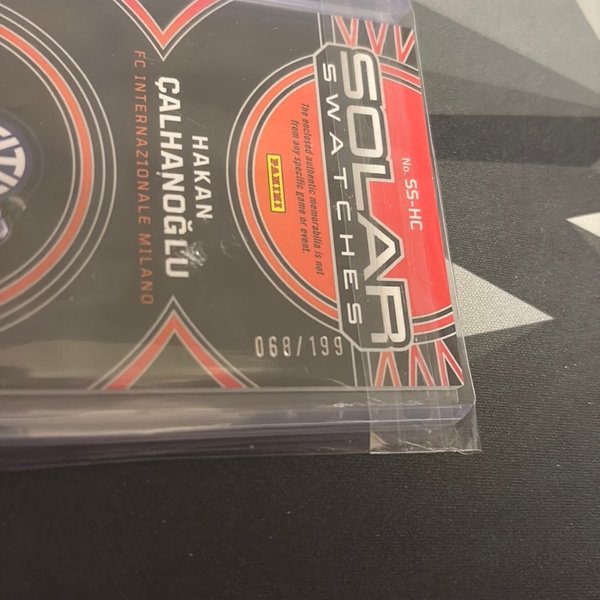 No. SS-HC
SOLAR
SWATCHES
The enclosed authentic memorabilia is not
from any specific game or event.
PANINI
068/199
HAKAN
ÇALHANOĞLU
FC INTERNAZIONALE MILANO